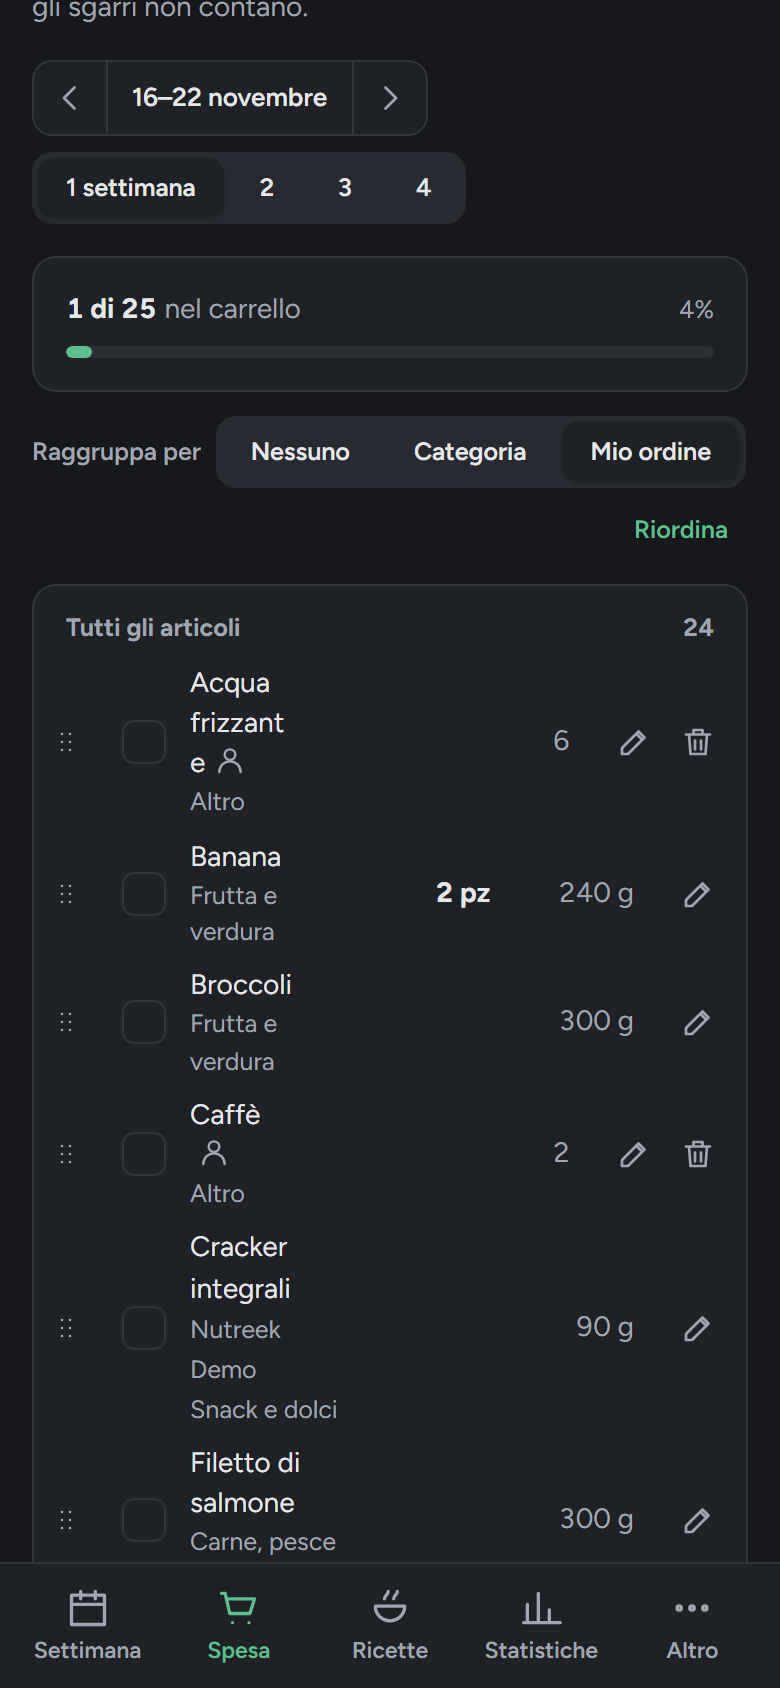 gli sgarri non contano.
16–22 novembre
1 settimana 2 3 4
1 di 25 nel carrello 4%
Raggruppa per Nessuno Categoria Mio ordine
Riordina
Tutti gli articoli 24
Acqua
frizzant
e
6
Altro
Banana
2 pz 240 g
Frutta e
verdura
Broccoli
300 g
Frutta e
verdura
Caffè
2
Altro
Cracker
integrali
90 g
Nutreek
Demo
Snack e dolci
Filetto di
salmone
300 g
Carne, pesce
Settimana Spesa Ricette Statistiche Altro